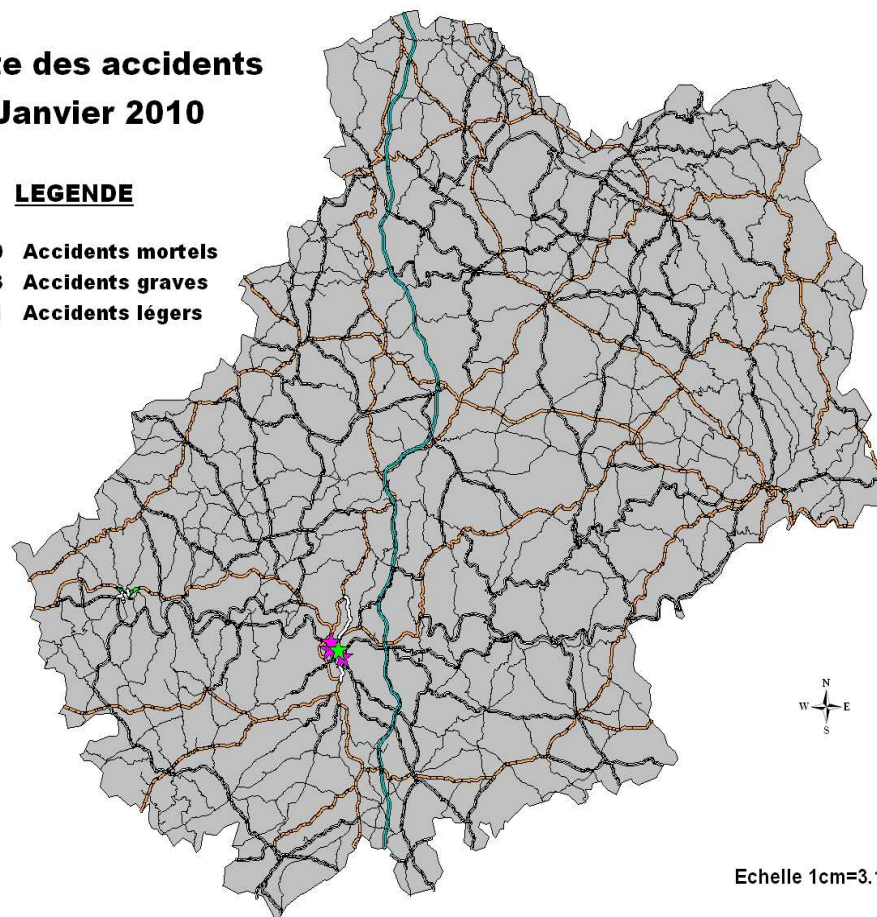 te des accidents
Janvier 2010
LEGENDE
Accidents mortels
Accidents graves
Accidents légers
N
W E
S
Echelle 1cm=3.1